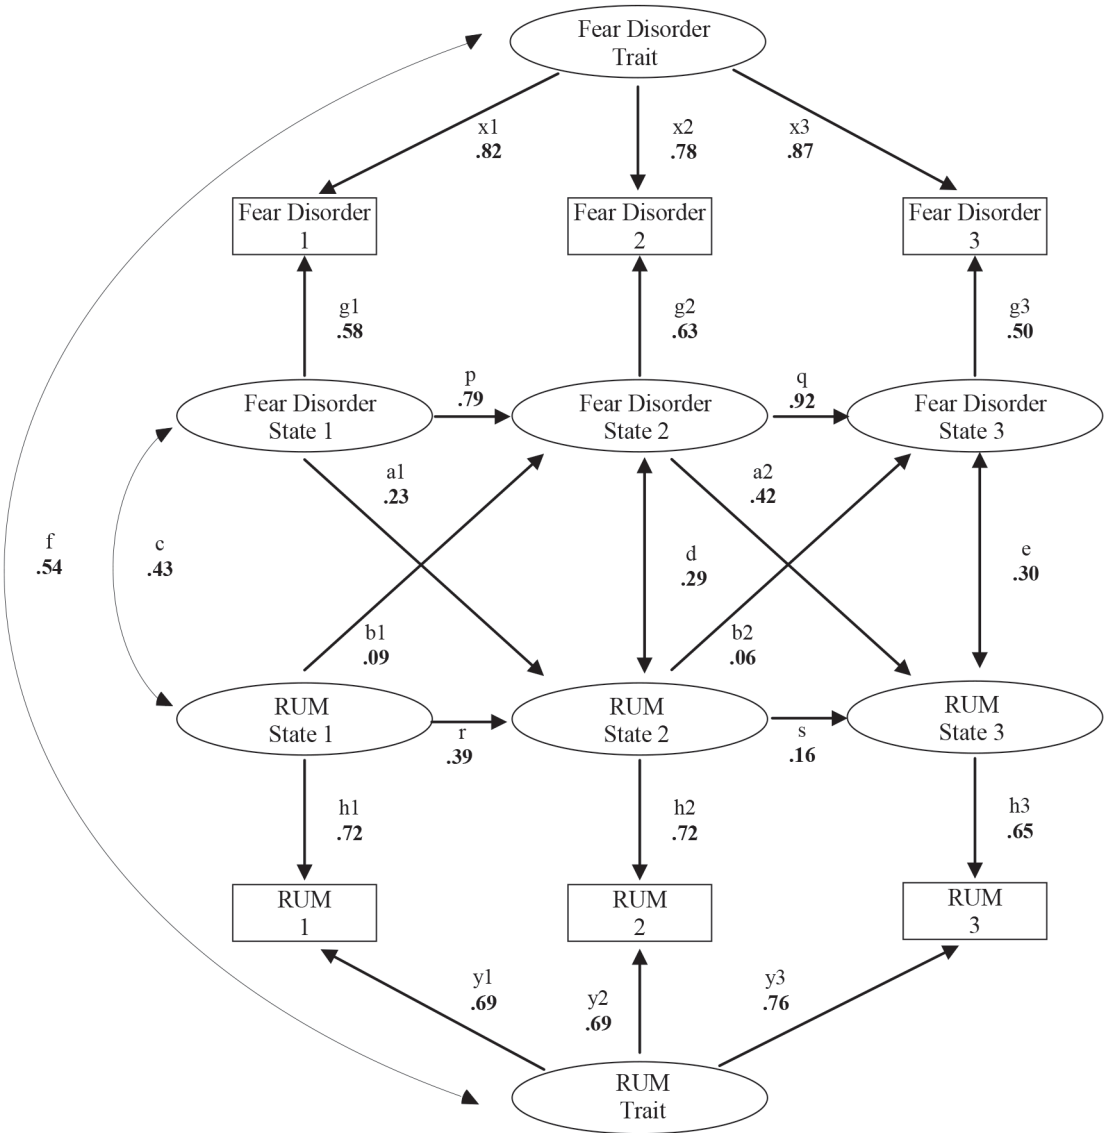 Fear Disorder
Trait
x1
.82
x2
.78
x3
.87
Fear Disorder
1
Fear Disorder
2
Fear Disorder
3
g1
.58
g2
.63
g3
.50
Fear Disorder
State 1
p
.79
Fear Disorder
State 2
q
.92
Fear Disorder
State 3
a1
.23
a2
.42
f
.54
c
.43
d
.29
e
.30
b1
.09
b2
.06
RUM
State 1
r
.39
RUM
State 2
s
.16
RUM
State 3
h1
.72
h2
.72
h3
.65
RUM
1
RUM
2
RUM
3
y1
.69
y2
.69
y3
.76
RUM
Trait